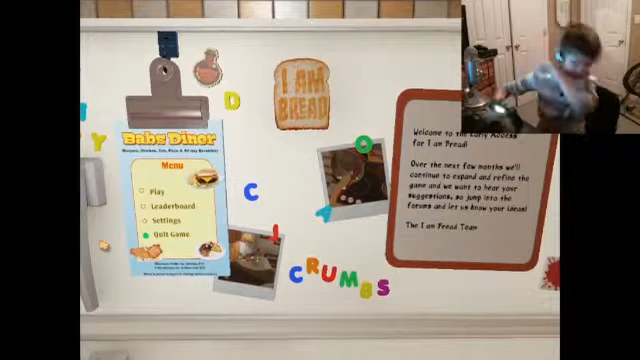 I AM
BREAD
D
Y
Babs Diner
Menu
Play
Leaderboard
Settings
Quit Game
C
CRUMBS
Welcome to the Early Access
for I am Bread!
Over the next few months we'll
continue to expand and refine the
game and we want to hear your
suggestions, so jump into the
forums and let us know your ideas!
The I am Bread Team